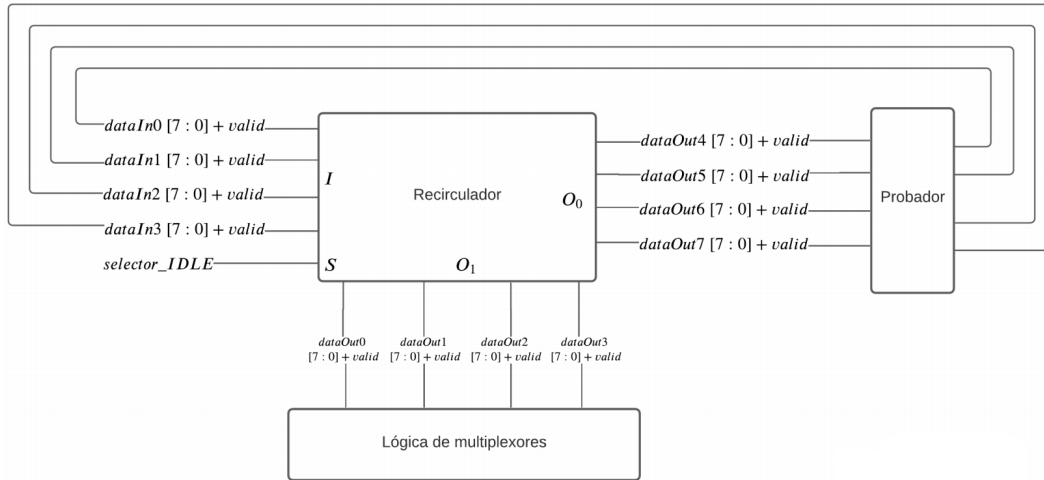 dataIn0 [7 : 0] + valid
dataIn1 [7 : 0] + valid
dataIn2 [7 : 0] + valid
dataIn3 [7 : 0] + valid
selector_IDLE
I
S
Recirculador
O₀
O₁
dataOut4 [7 : 0] + valid
dataOut5 [7 : 0] + valid
dataOut6 [7 : 0] + valid
dataOut7 [7 : 0] + valid
Probador
dataOut0
[7 : 0] + valid
dataOut1
[7 : 0] + valid
dataOut2
[7 : 0] + valid
dataOut3
[7 : 0] + valid
Lógica de multiplexores